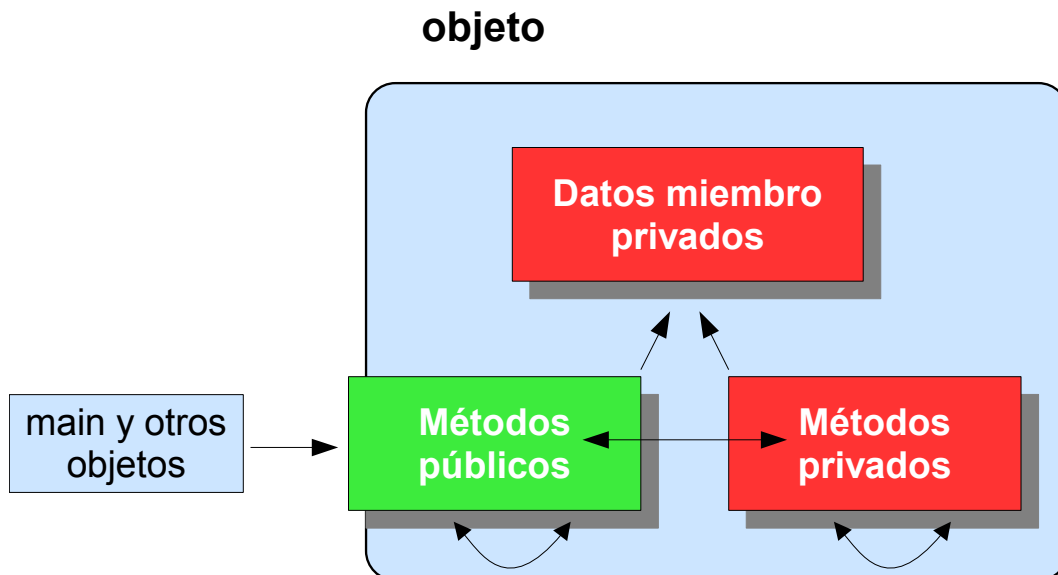 objeto
Datos miembro
privados
main y otros
objetos
Métodos
públicos
Métodos
privados